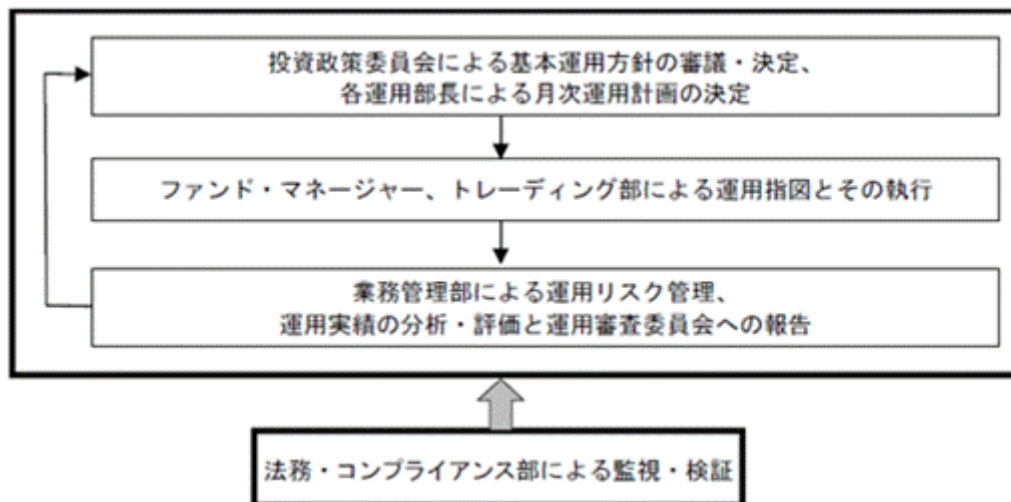 投資政策委員会による基本運用方針の審議・決定、
各運用部長による月次運用計画の決定
ファンド・マネージャー、トレーディング部による運用指図とその執行
業務管理部による運用リスク管理、
運用実績の分析・評価と運用審査委員会への報告
法務・コンプライアンス部による監視・検証